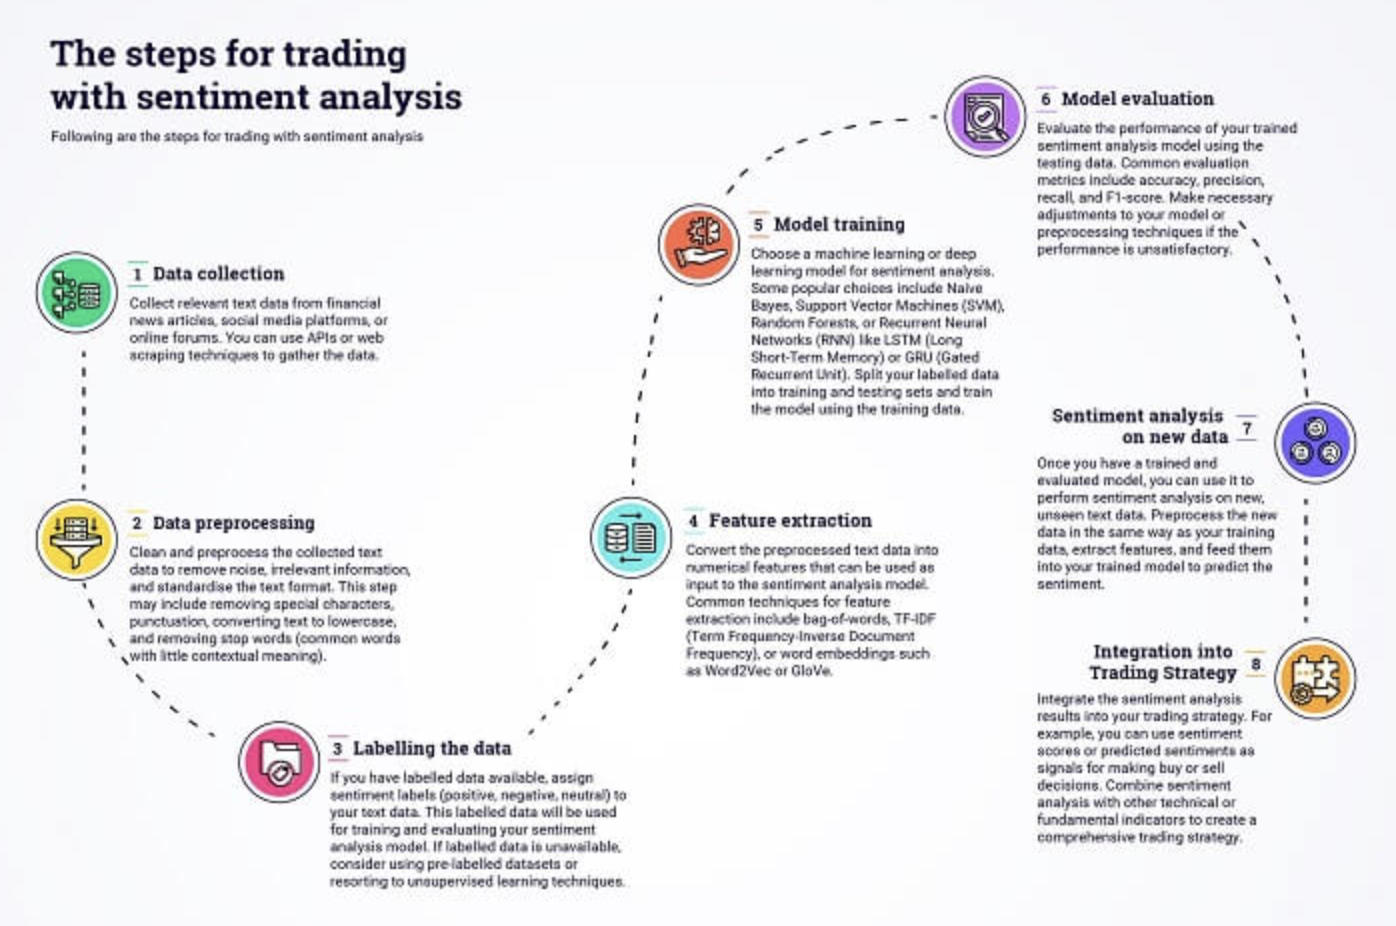 The steps for trading
with sentiment analysis
Following are the steps for trading with sentiment analysis
1 Data collection
Collect relevant text data from financial
news articles, social media platforms, or
online forums. You can use APIs or web
scraping techniques to gather the data.
2 Data preprocessing
Clean and preprocess the collected text
data to remove noise, irrelevant information,
and standardise the text format. This step
may include removing special characters,
punctuation, converting text to lowercase,
and removing stop words (common words
with little contextual meaning).
3 Labelling the data
If you have labelled data available, assign
sentiment labels (positive, negative, neutral) to
your text data. This labelled data will be used
for training and evaluating your sentiment
analysis model. If labelled data is unavailable,
consider using pre-labelled datasets or
resorting to unsupervised learning techniques.
4 Feature extraction
Convert the preprocessed text data into
numerical features that can be used as
input to the sentiment analysis model.
Common techniques for feature
extraction include bag-of-words, TF-IDF
(Term Frequency-Inverse Document
Frequency), or word embeddings such
as Word2Vec or GloVe.
5 Model training
Choose a machine learning or deep
learning model for sentiment analysis.
Some popular choices include Naive
Bayes, Support Vector Machines (SVM),
Random Forests, or Recurrent Neural
Networks (RNN) like LSTM (Long
Short-Term Memory) or GRU (Gated
Recurrent Unit). Split your labelled data
into training and testing sets and train
the model using the training data.
6 Model evaluation
Evaluate the performance of your trained
sentiment analysis model using the
testing data. Common evaluation
metrics include accuracy, precision,
recall, and F1-score. Make necessary
adjustments to your model or
preprocessing techniques if the
performance is unsatisfactory.
Sentiment analysis
on new data 7
Once you have a trained and
evaluated model, you can use it to
perform sentiment analysis on new,
unseen text data. Preprocess the new
data in the same way as your training
data, extract features, and feed them
into your trained model to predict the
sentiment.
Integration into
Trading Strategy 8
Integrate the sentiment analysis
results into your trading strategy. For
example, you can use sentiment
scores or predicted sentiments as
signals for making buy or sell
decisions. Combine sentiment
analysis with other technical or
fundamental indicators to create a
comprehensive trading strategy.